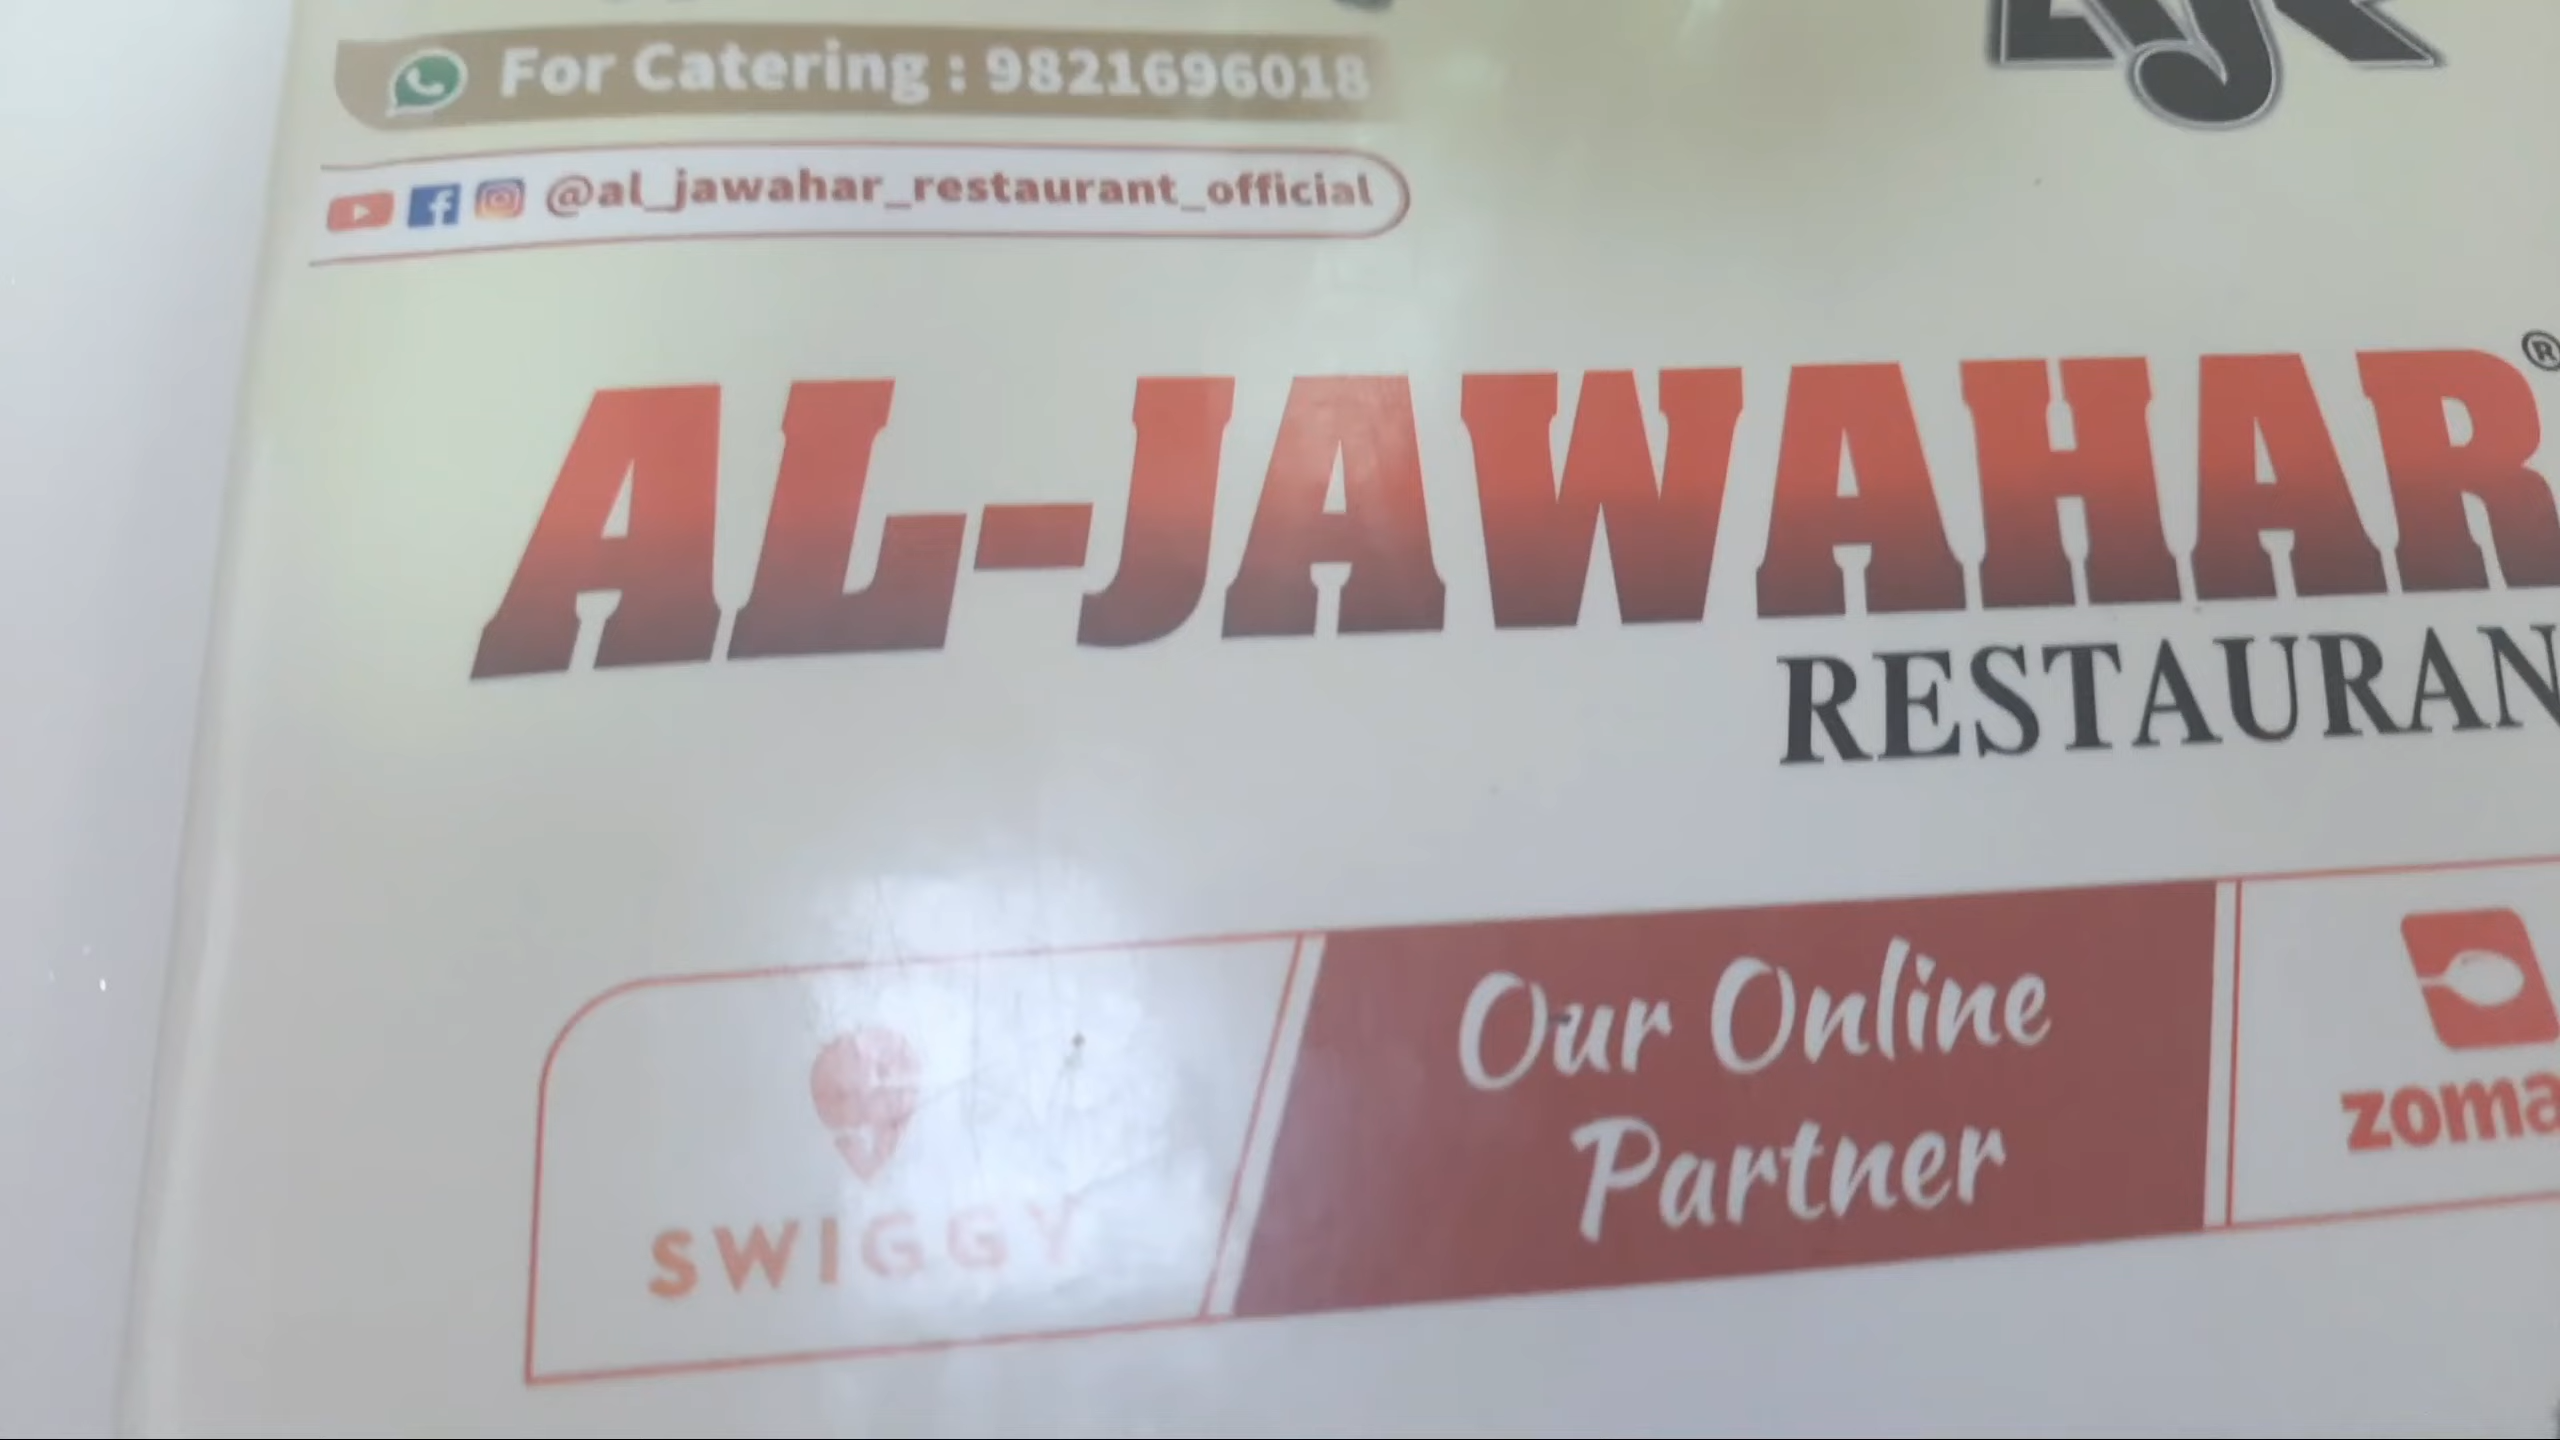 For Catering : 9821696018
@al_jawahar_restaurant_official
AL-JAWAHAR®
RESTAURAN
SWIGGY
Our Online
Partner
zoma